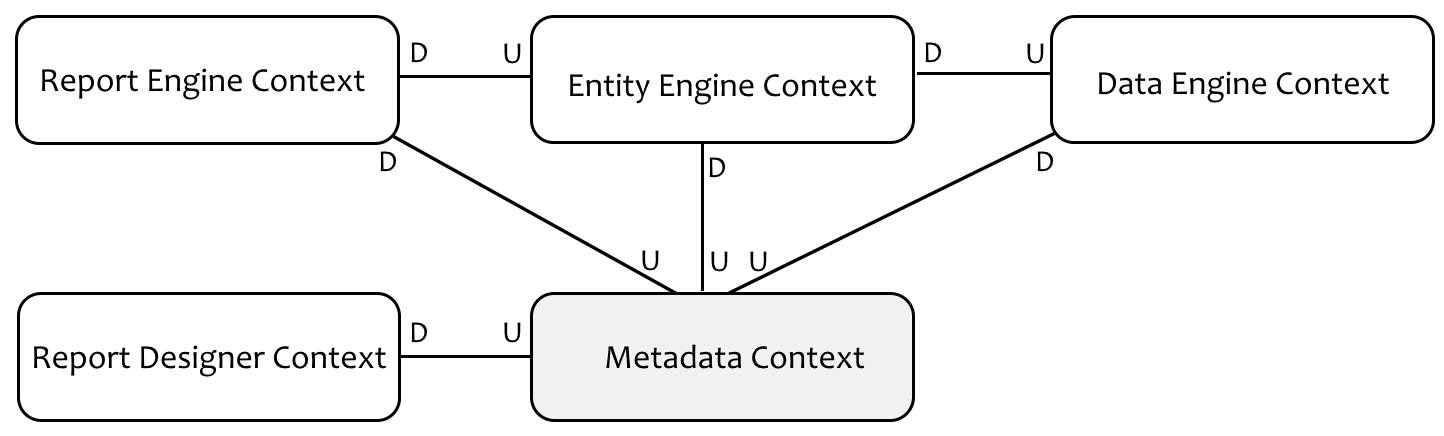 D U D U
Report Engine Context Entity Engine Context Data Engine Context
D D D
U U U
D U
Report Designer Context Metadata Context